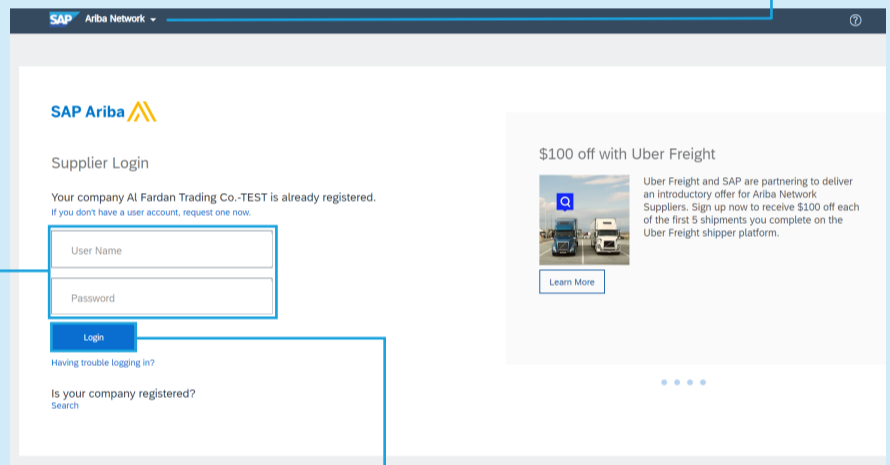 SAP Ariba Network
SAP Ariba
Supplier Login
Your company Al Fardan Trading Co.-TEST is already registered.
If you don't have a user account, request one now.
User Name
Password
Login
Having trouble logging in?
Is your company registered?
Search
$100 off with Uber Freight
Uber Freight and SAP are partnering to deliver
an introductory offer for Ariba Network
Suppliers. Sign up now to receive $100 off each
of the first 5 shipments you complete on the
Uber Freight shipper platform.
Learn More